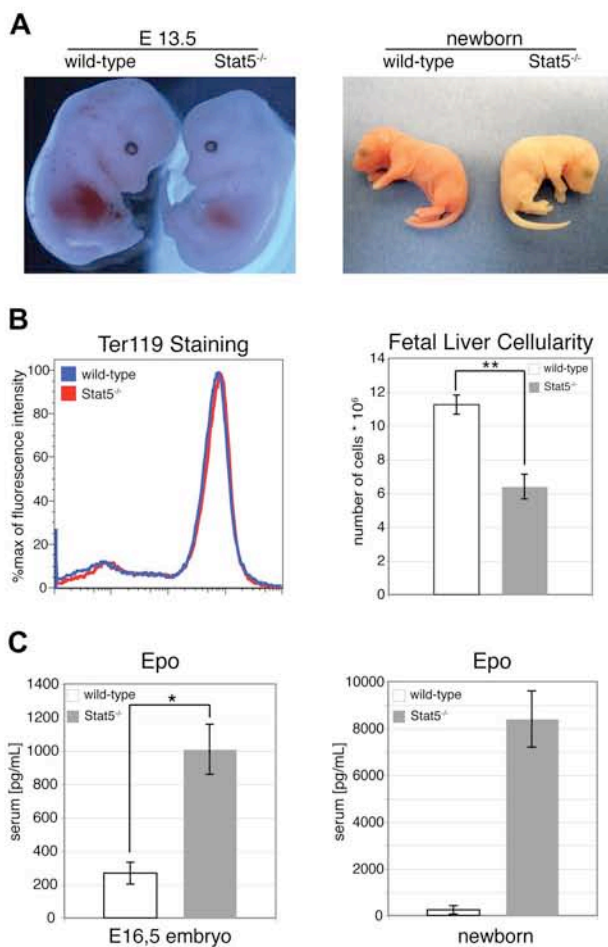 A
E 13.5
wild-type Stat5-/-
newborn
wild-type Stat5-/-
B
Ter119 Staining
wild-type
Stat5-/-
%max of fluorescence intensity
100
80
60
40
20
0
Fetal Liver Cellularity
wild-type
Stat5-/-
**
number of cells * 10⁶
14
12
10
8
6
4
2
0
C
Epo
wild-type
Stat5-/-
*
serum [pg/mL]
1400
1200
1000
800
600
400
200
0
E16,5 embryo
Epo
wild-type
Stat5-/-
serum [pg/mL]
10000
8000
6000
4000
2000
0
newborn